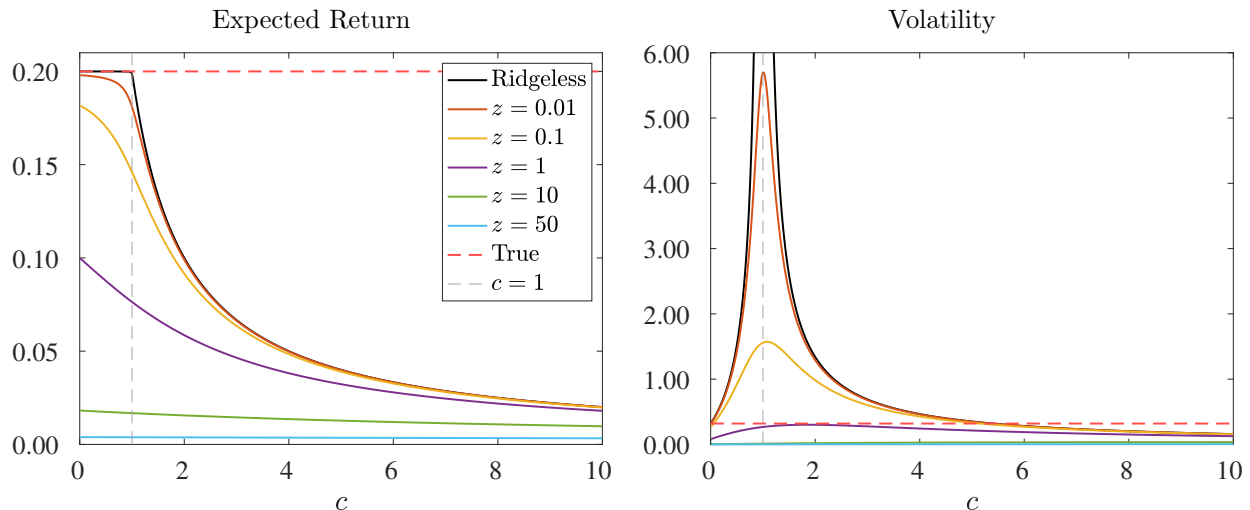 Expected Return
0.20
0.15
0.10
0.05
0.00
0 2 4 6 8 10
c
Ridgeless
z = 0.01
z = 0.1
z = 1
z = 10
z = 50
True
c = 1
Volatility
6.00
5.00
4.00
3.00
2.00
1.00
0.00
0 2 4 6 8 10
c